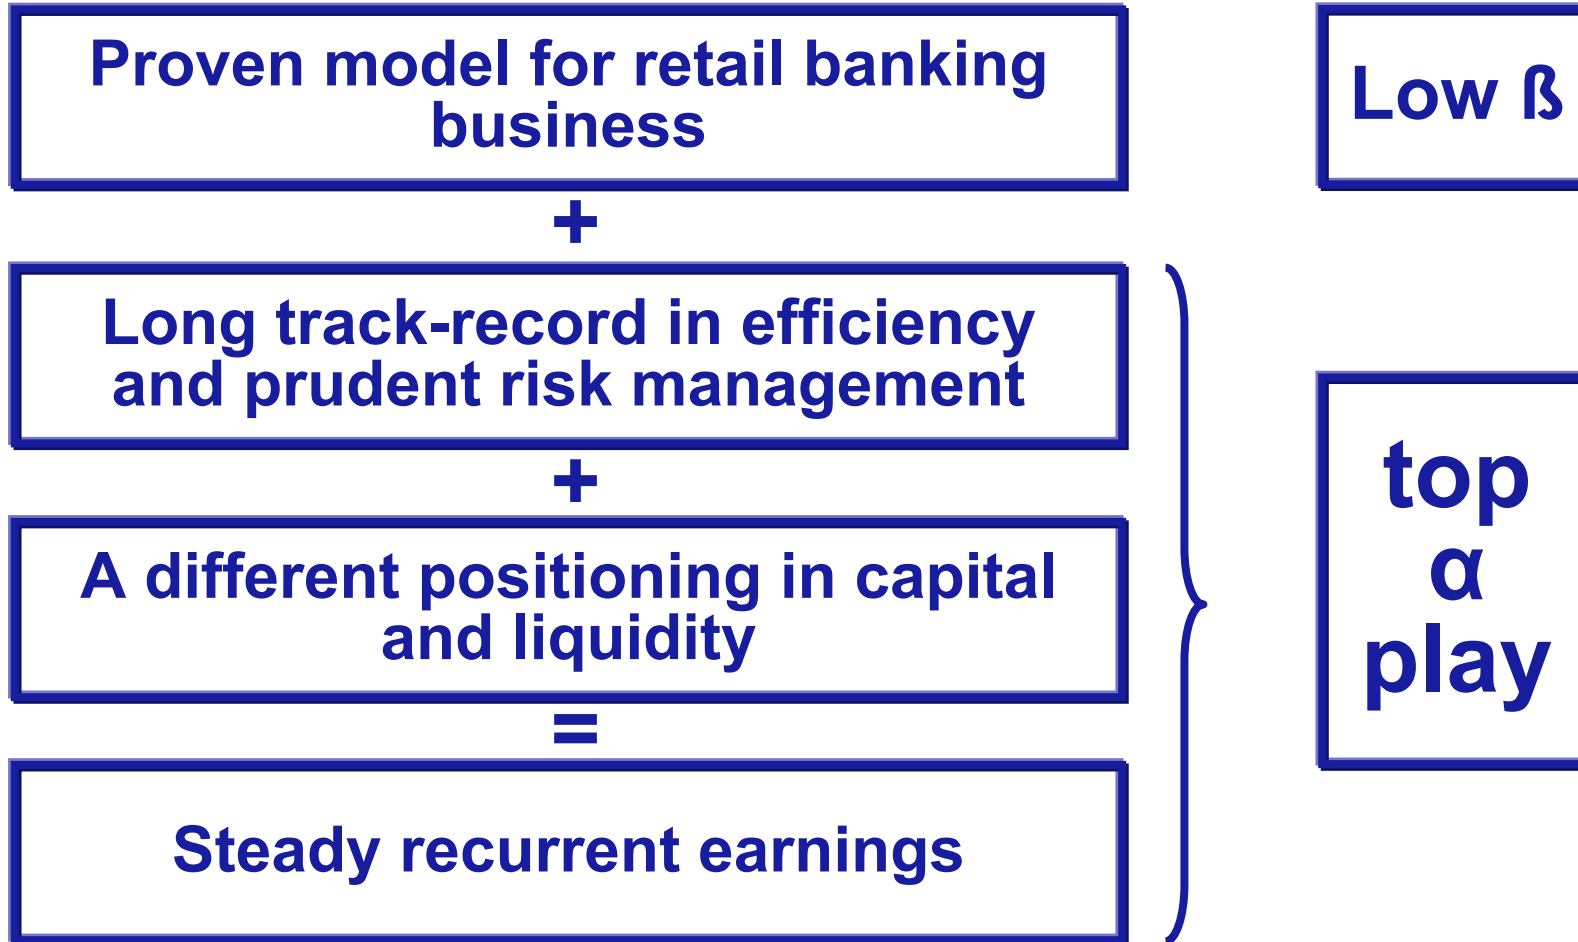 Proven model for retail banking
business
Low ß
+
Long track-record in efficiency
and prudent risk management
+
A different positioning in capital
and liquidity
=
Steady recurrent earnings
top
α
play